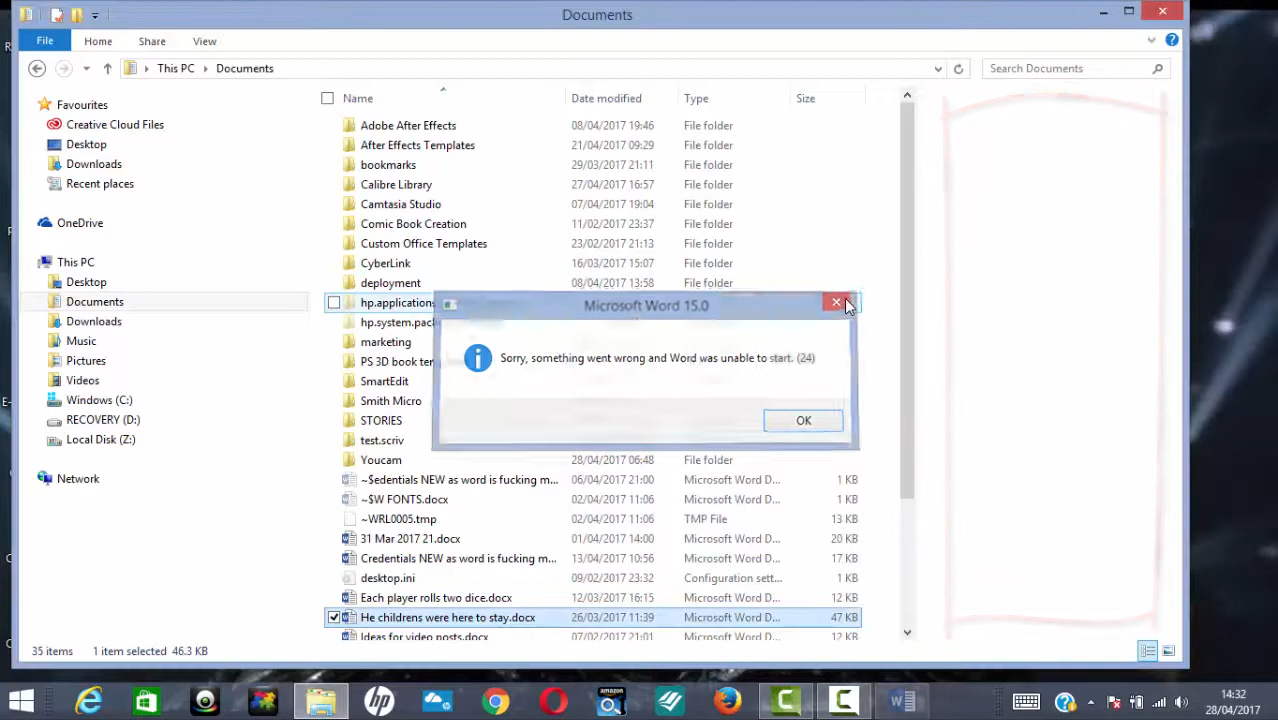 Documents
File Home Share View
This PC Documents Search Documents
Name Date modified Type Size
Favourites
Creative Cloud Files
Desktop
Downloads
Recent places
OneDrive
This PC
Desktop
Documents
Downloads
Music
Pictures
Videos
Windows (C:)
RECOVERY (D:)
Local Disk (Z:)
Network
Adobe After Effects 08/04/2017 19:46 File folder
After Effects Templates 21/04/2017 09:29 File folder
bookmarks 29/03/2017 21:11 File folder
Calibre Library 27/04/2017 16:57 File folder
Camtasia Studio 07/04/2017 19:04 File folder
Comic Book Creation 11/02/2017 23:37 File folder
Custom Office Templates 23/02/2017 21:13 File folder
CyberLink 16/03/2017 15:07 File folder
deployment 08/04/2017 13:58 File folder
hp.applications
hp.system.pack
marketing
PS 3D book
SmartEdit
Smith Micro
STORIES
test.scriv
Youcam 28/04/2017 06:48 File folder
~$edentials NEW as word is fucking m... 06/04/2017 21:00 Microsoft Word D... 1 KB
~$W FONTS.docx 02/04/2017 11:06 Microsoft Word D... 1 KB
~WRL0005.tmp 02/04/2017 11:06 TMP File 13 KB
31 Mar 2017 21.docx 01/04/2017 14:00 Microsoft Word D... 20 KB
Credentials NEW as word is fucking m... 13/04/2017 10:56 Microsoft Word D... 17 KB
desktop.ini 09/02/2017 23:32 Configuration sett... 1 KB
Each player rolls two dice.docx 12/03/2017 16:15 Microsoft Word D... 12 KB
He childrens were here to stay.docx 26/03/2017 11:39 Microsoft Word D... 47 KB
Ideas for video posts.docx 07/02/2017 21:01 Microsoft Word D... 12 KB
Microsoft Word 15.0
Sorry, something went wrong and Word was unable to start. (24)
OK
35 items 1 item selected 46.3 KB
hp
amazon
14:32
28/04/2017